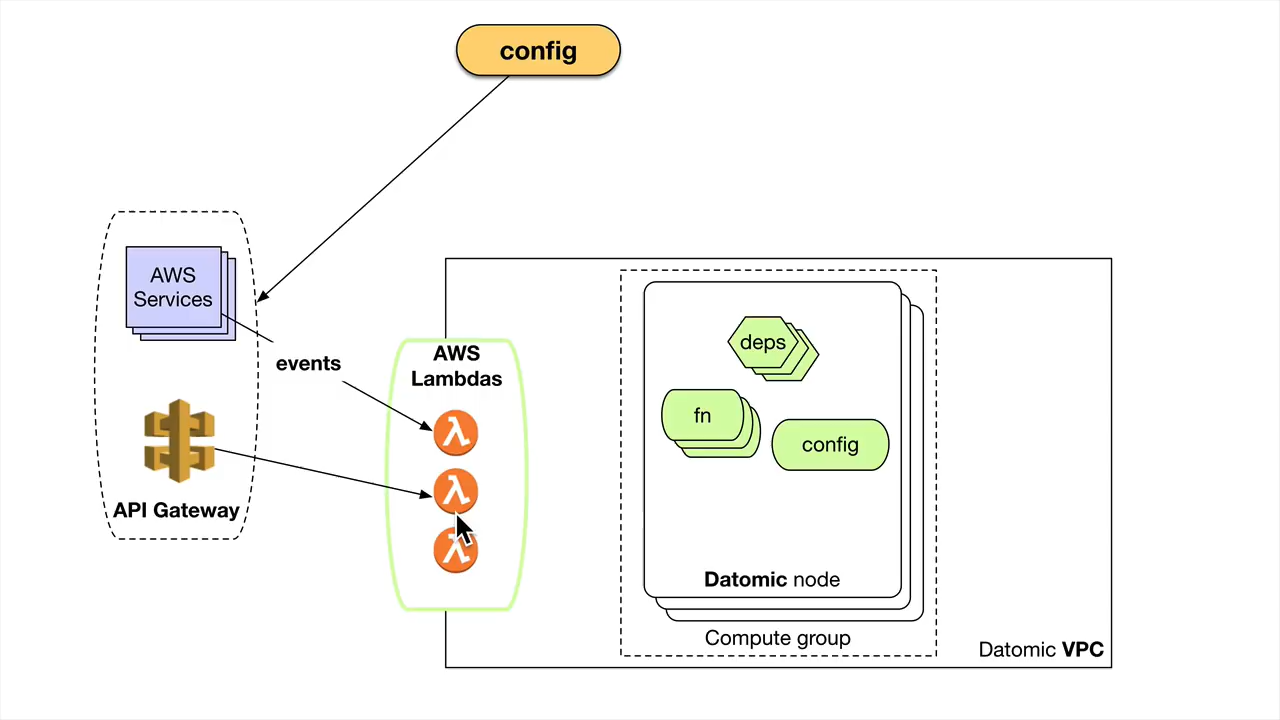 config
AWS
Services
events
API Gateway
AWS
Lambdas
deps
fn
config
Datomic node
Compute group
Datomic VPC